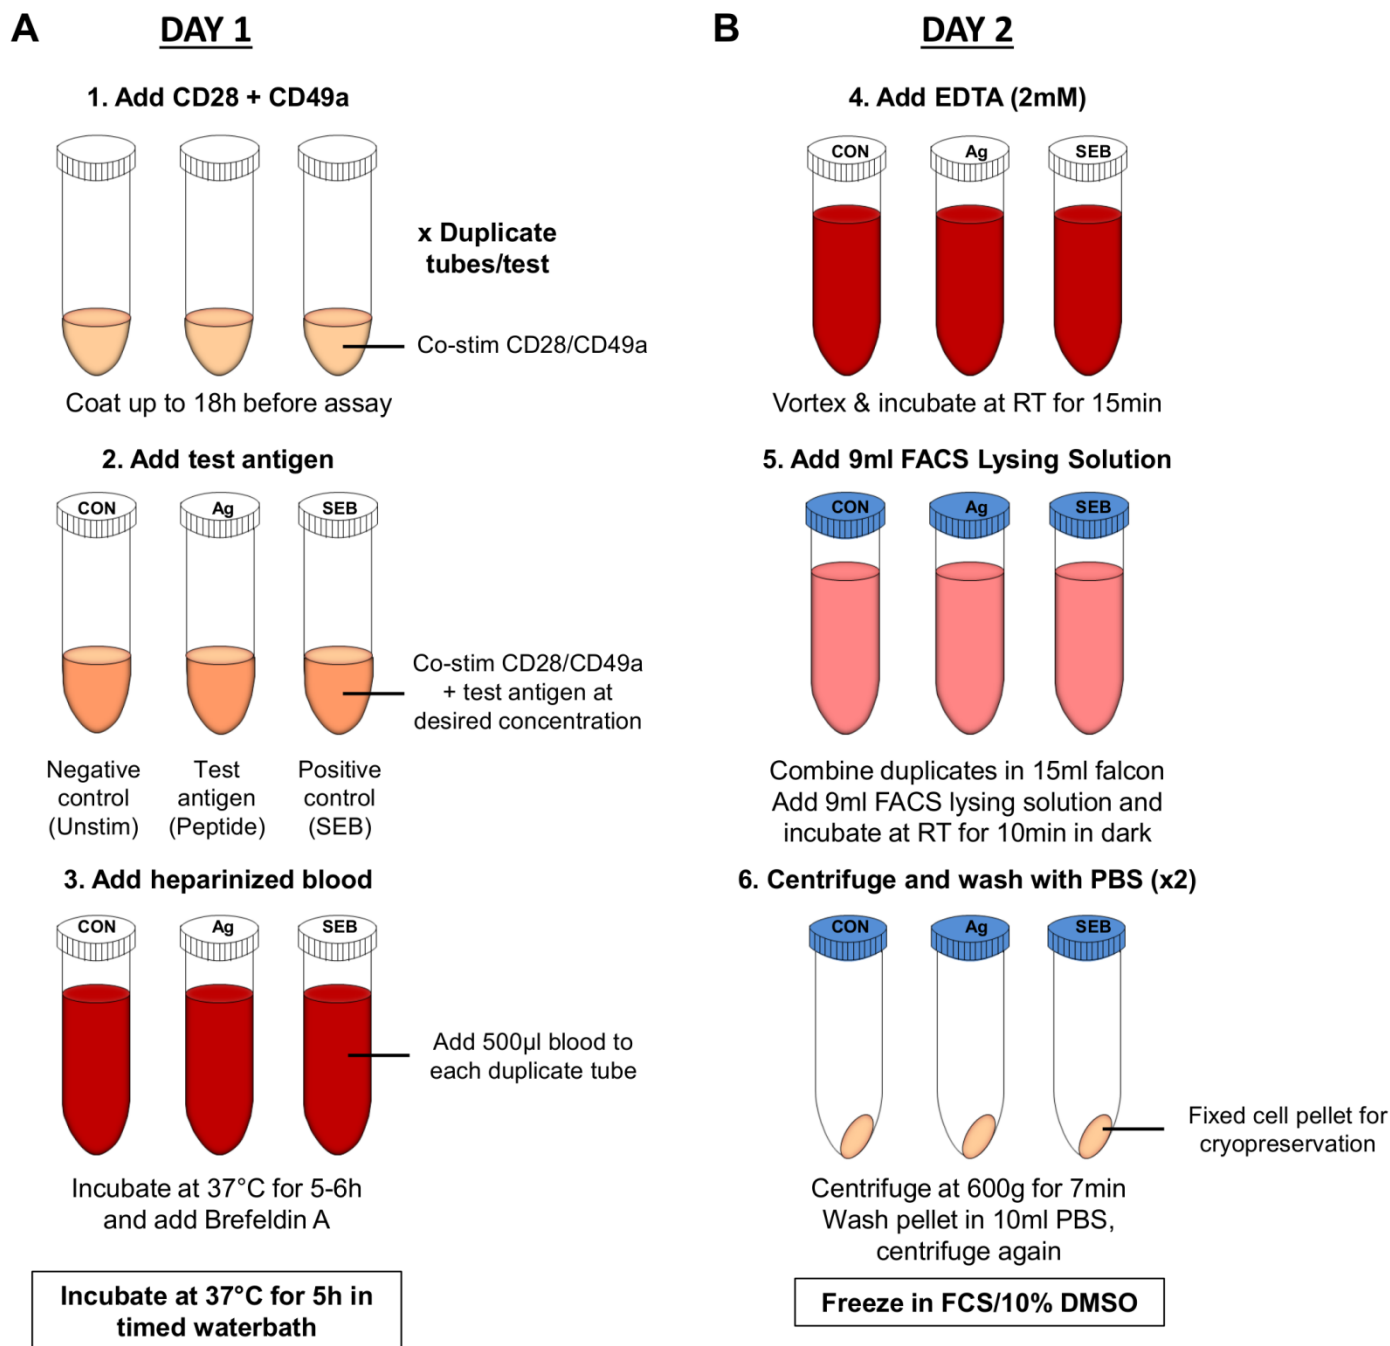 A
DAY 1
1. Add CD28 + CD49a
x Duplicate
tubes/test
Co-stim CD28/CD49a
Coat up to 18h before assay
2. Add test antigen
CON
Ag
SEB
Co-stim CD28/CD49a
+ test antigen at
desired concentration
Negative
control
(Unstim)
Test
antigen
(Peptide)
Positive
control
(SEB)
3. Add heparinized blood
CON
Ag
SEB
Add 500µl blood to
each duplicate tube
Incubate at 37°C for 5-6h
and add Brefeldin A
Incubate at 37°C for 5h in
timed waterbath
B
DAY 2
4. Add EDTA (2mM)
CON
Ag
SEB
Vortex & incubate at RT for 15min
5. Add 9ml FACS Lysing Solution
CON
Ag
SEB
Combine duplicates in 15ml falcon
Add 9ml FACS lysing solution and
incubate at RT for 10min in dark
6. Centrifuge and wash with PBS (x2)
CON
Ag
SEB
Fixed cell pellet for
cryopreservation
Centrifuge at 600g for 7min
Wash pellet in 10ml PBS,
centrifuge again
Freeze in FCS/10% DMSO